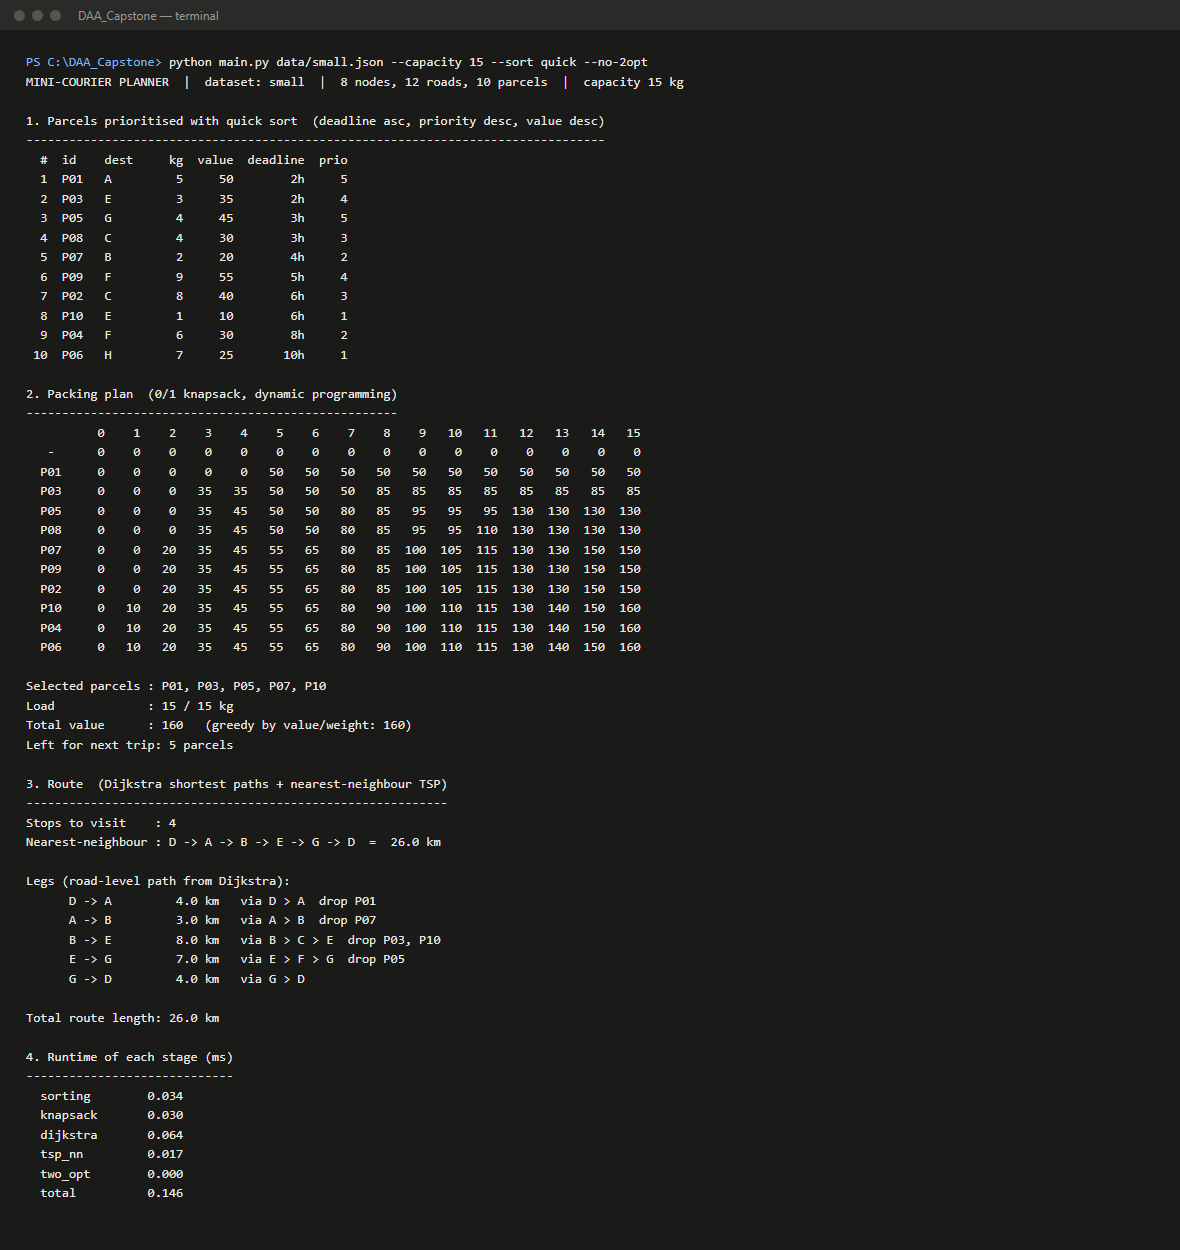 DAA_Capstone — terminal
PS C:\DAA_Capstone> python main.py data/small.json --capacity 15 --sort quick --no-2opt
MINI-COURIER PLANNER  |  dataset: small  |  8 nodes, 12 roads, 10 parcels  |  capacity 15 kg
1. Parcels prioritised with quick sort  (deadline asc, priority desc, value desc)
---------------------------------------------------------------------------------
  #  id    dest     kg  value  deadline  prio
  1  P01   A         5     50        2h     5
  2  P03   E         3     35        2h     4
  3  P05   G         4     45        3h     5
  4  P08   C         4     30        3h     3
  5  P07   B         2     20        4h     2
  6  P09   F         9     55        5h     4
  7  P02   C         8     40        6h     3
  8  P10   E         1     10        6h     1
  9  P04   F         6     30        8h     2
 10  P06   H         7     25       10h     1
2. Packing plan  (0/1 knapsack, dynamic programming)
----------------------------------------------------
          0    1    2    3    4    5    6    7    8    9   10   11   12   13   14   15
   -      0    0    0    0    0    0    0    0    0    0    0    0    0    0    0    0
  P01     0    0    0    0    0   50   50   50   50   50   50   50   50   50   50   50
  P03     0    0    0   35   35   50   50   50   85   85   85   85   85   85   85   85
  P05     0    0    0   35   45   50   50   80   85   95   95   95  130  130  130  130
  P08     0    0    0   35   45   50   50   80   85   95   95  110  130  130  130  130
  P07     0    0   20   35   45   55   65   80   85  100  105  115  130  130  150  150
  P09     0    0   20   35   45   55   65   80   85  100  105  115  130  130  150  150
  P02     0    0   20   35   45   55   65   80   85  100  105  115  130  130  150  150
  P10     0   10   20   35   45   55   65   80   90  100  110  115  130  140  150  160
  P04     0   10   20   35   45   55   65   80   90  100  110  115  130  140  150  160
  P06     0   10   20   35   45   55   65   80   90  100  110  115  130  140  150  160
Selected parcels : P01, P03, P05, P07, P10
Load             : 15 / 15 kg
Total value      : 160   (greedy by value/weight: 160)
Left for next trip: 5 parcels
3. Route  (Dijkstra shortest paths + nearest-neighbour TSP)
-----------------------------------------------------------
Stops to visit    : 4
Nearest-neighbour : D -> A -> B -> E -> G -> D  =  26.0 km
Legs (road-level path from Dijkstra):
      D -> A         4.0 km   via D > A  drop P01
      A -> B         3.0 km   via A > B  drop P07
      B -> E         8.0 km   via B > C > E  drop P03, P10
      E -> G         7.0 km   via E > F > G  drop P05
      G -> D         4.0 km   via G > D
Total route length: 26.0 km
4. Runtime of each stage (ms)
-----------------------------
  sorting        0.034
  knapsack       0.030
  dijkstra       0.064
  tsp_nn         0.017
  two_opt        0.000
  total          0.146